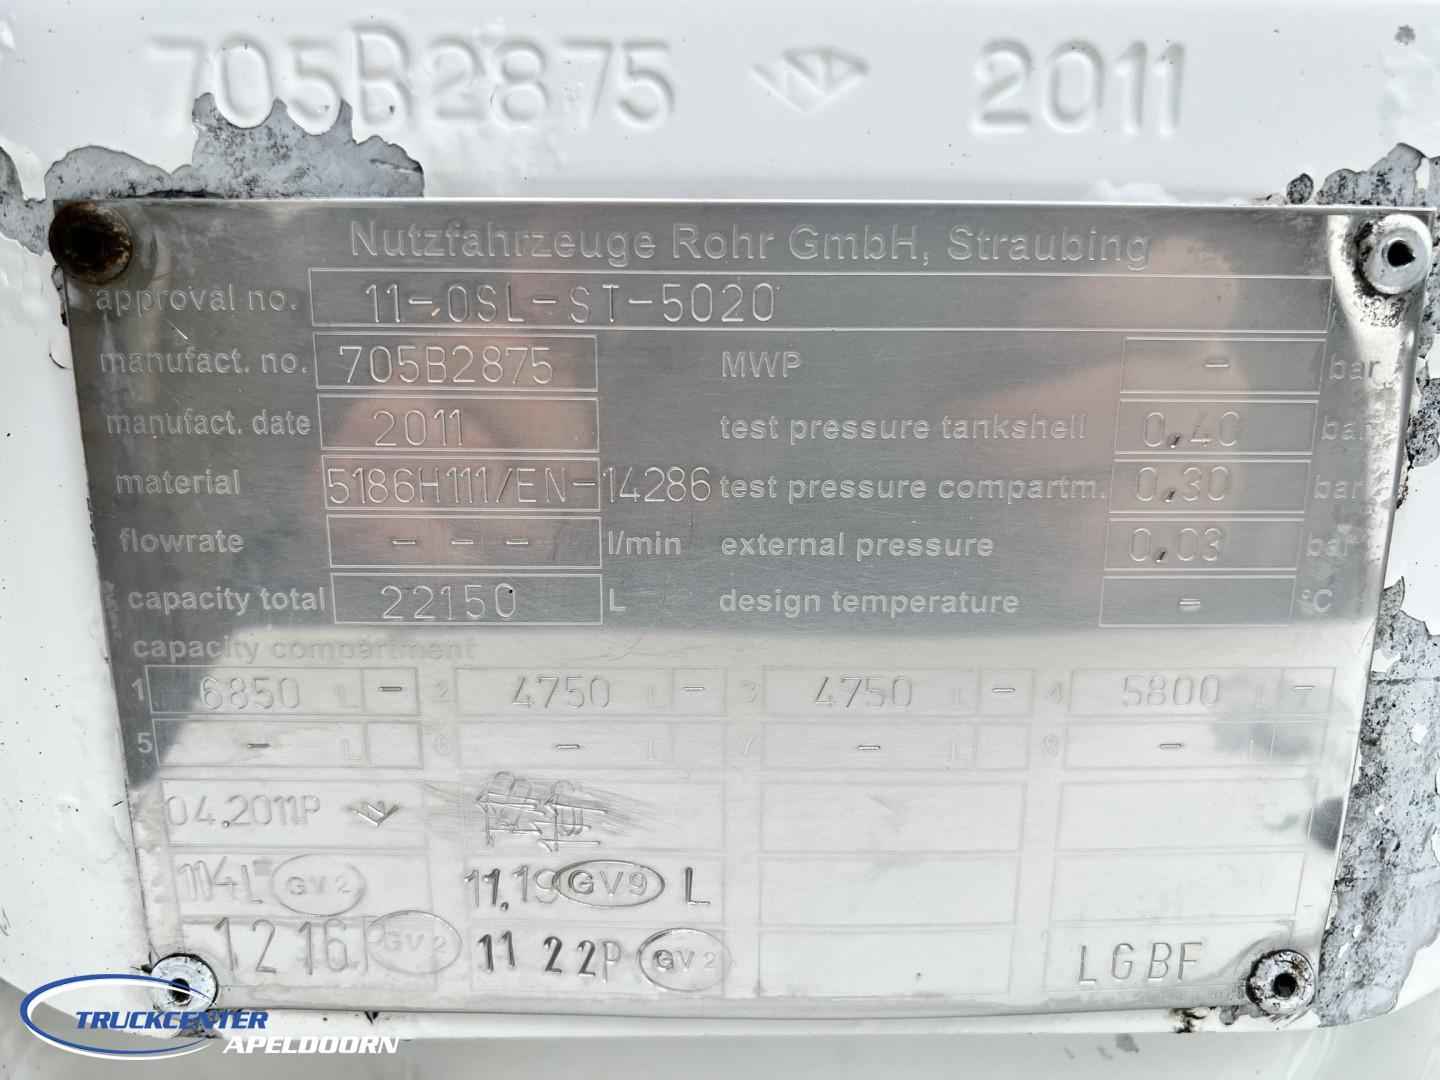 705B2875 2011
Nutzfahrzeuge Rohr GmbH, Straubing
approval no. 11-OSL-ST-5020
manufact. no. 705B2875 MWP - bar
manufact. date 2011 test pressure tankshell 0,40 bar
material 5186H111/EN-14286 test pressure compartm. 0,30 bar
flowrate - - - l/min external pressure 0,03 bar
capacity total 22150 L design temperature - °C
capacity compartment
1 6850 L - 2 4750 L - 3 4750 L - 4 5800 L -
5 - L 6 - L 7 - L 8 - L
04.2011P
114L GV2 11.19 GV9 L
12 16P GV2 11 22P GV2 LGBF
TRUCKCENTER
APELDOORN